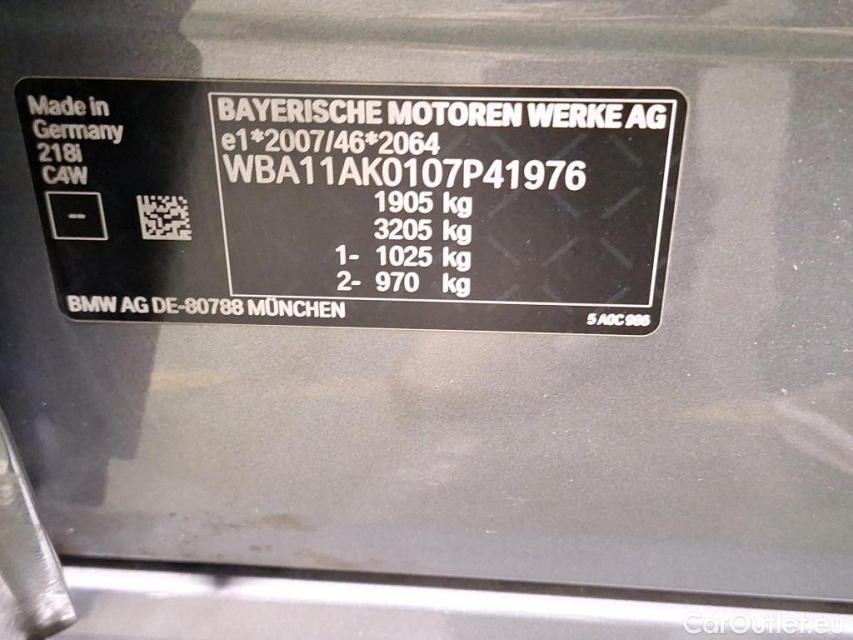 Made in
Germany
218i
C4W
--
BAYERISCHE MOTOREN WERKE AG
e1*2007/46*2064
WBA11AK0107P41976
1905 kg
3205 kg
1- 1025 kg
2- 970 kg
BMW AG DE-80788 MÜNCHEN
5 A0C 986
CarOutlet.eu